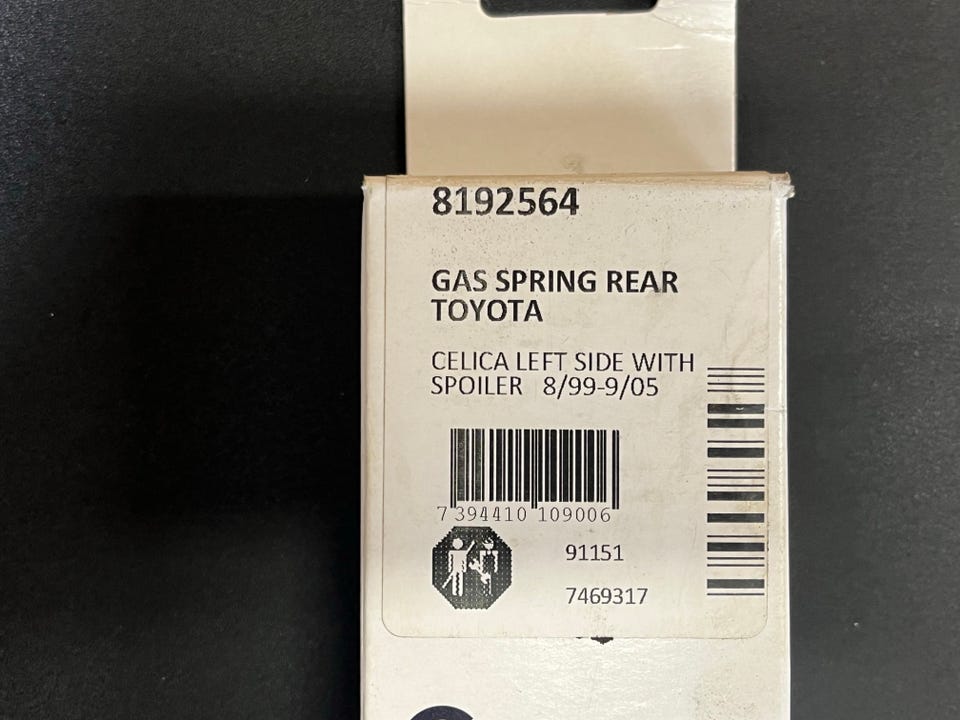 8192564
GAS SPRING REAR
TOYOTA
CELICA LEFT SIDE WITH
SPOILER 8/99-9/05
7 394410 109006
91151
7469317